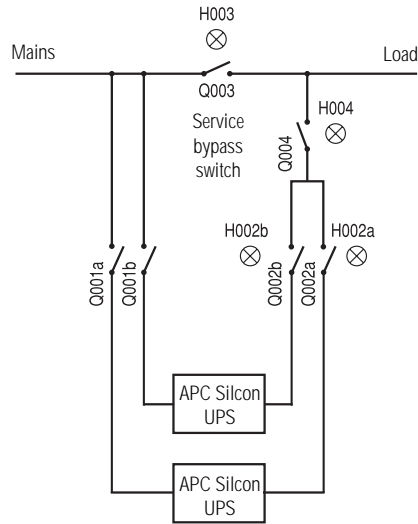 H003
Mains
Load
Q003
H004
Q004
Service
bypass
switch
H002b
H002a
Q001a
Q001b
Q002b
Q002a
APC Silcon
UPS
APC Silcon
UPS